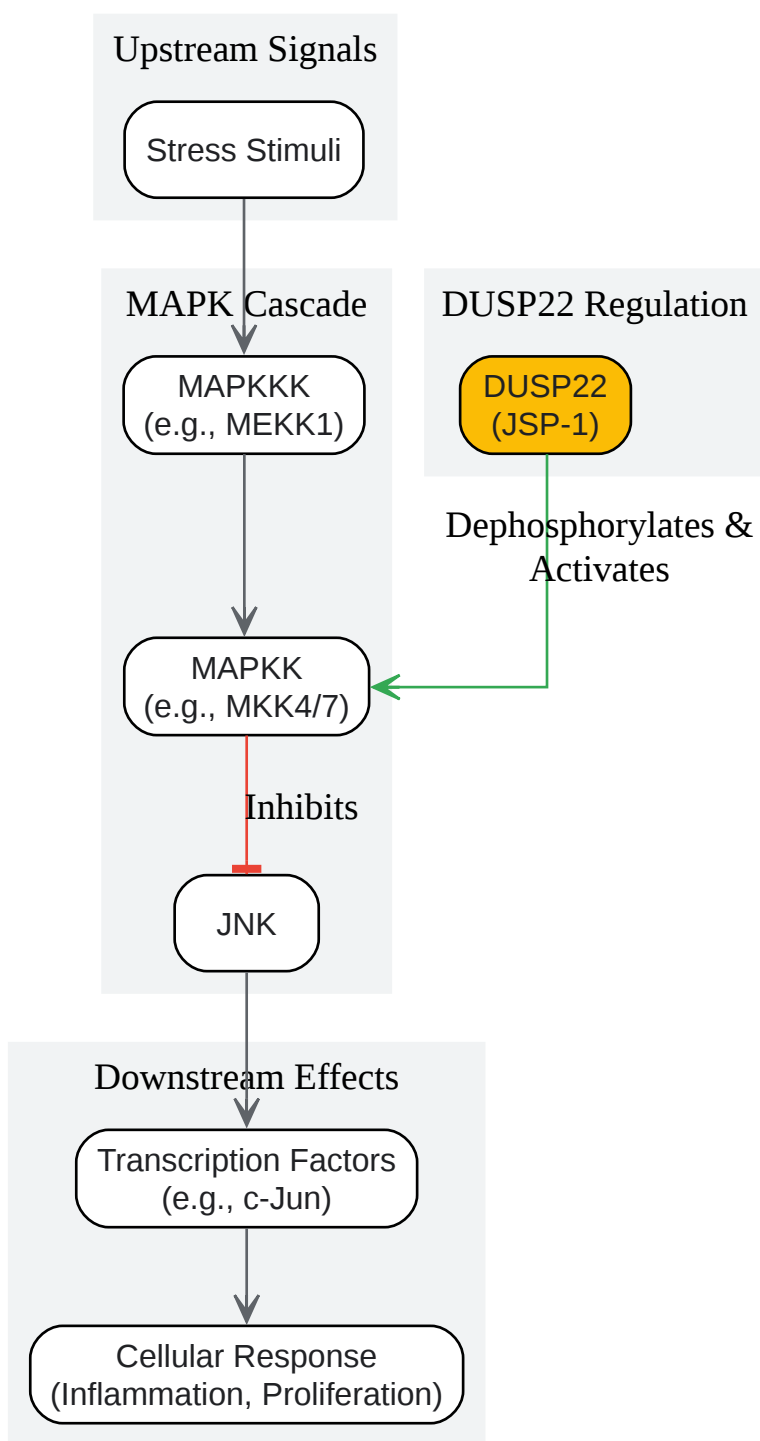 Upstream Signals
Stress Stimuli
MAPK Cascade
DUSP22 Regulation
MAPKKK
(e.g., MEKK1)
DUSP22
(JSP-1)
Dephosphorylates &
Activates
MAPKK
(e.g., MKK4/7)
Inhibits
JNK
Downstream Effects
Transcription Factors
(e.g., c-Jun)
Cellular Response
(Inflammation, Proliferation)